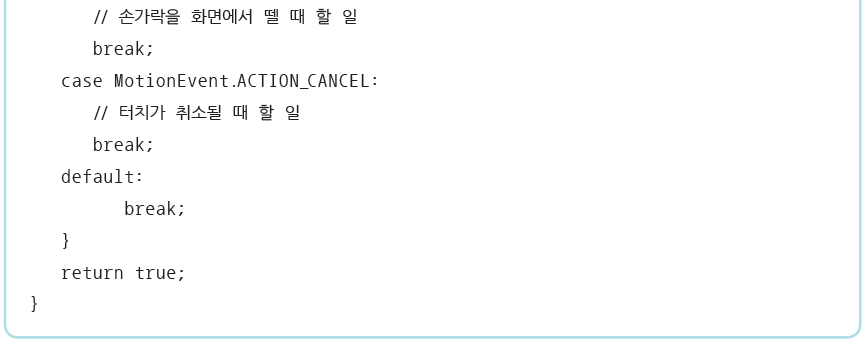 // 손가락을 화면에서 뗄 때 할 일
break;
case MotionEvent.ACTION_CANCEL:
// 터치가 취소될 때 할 일
break;
default:
break;
}
return true;
}